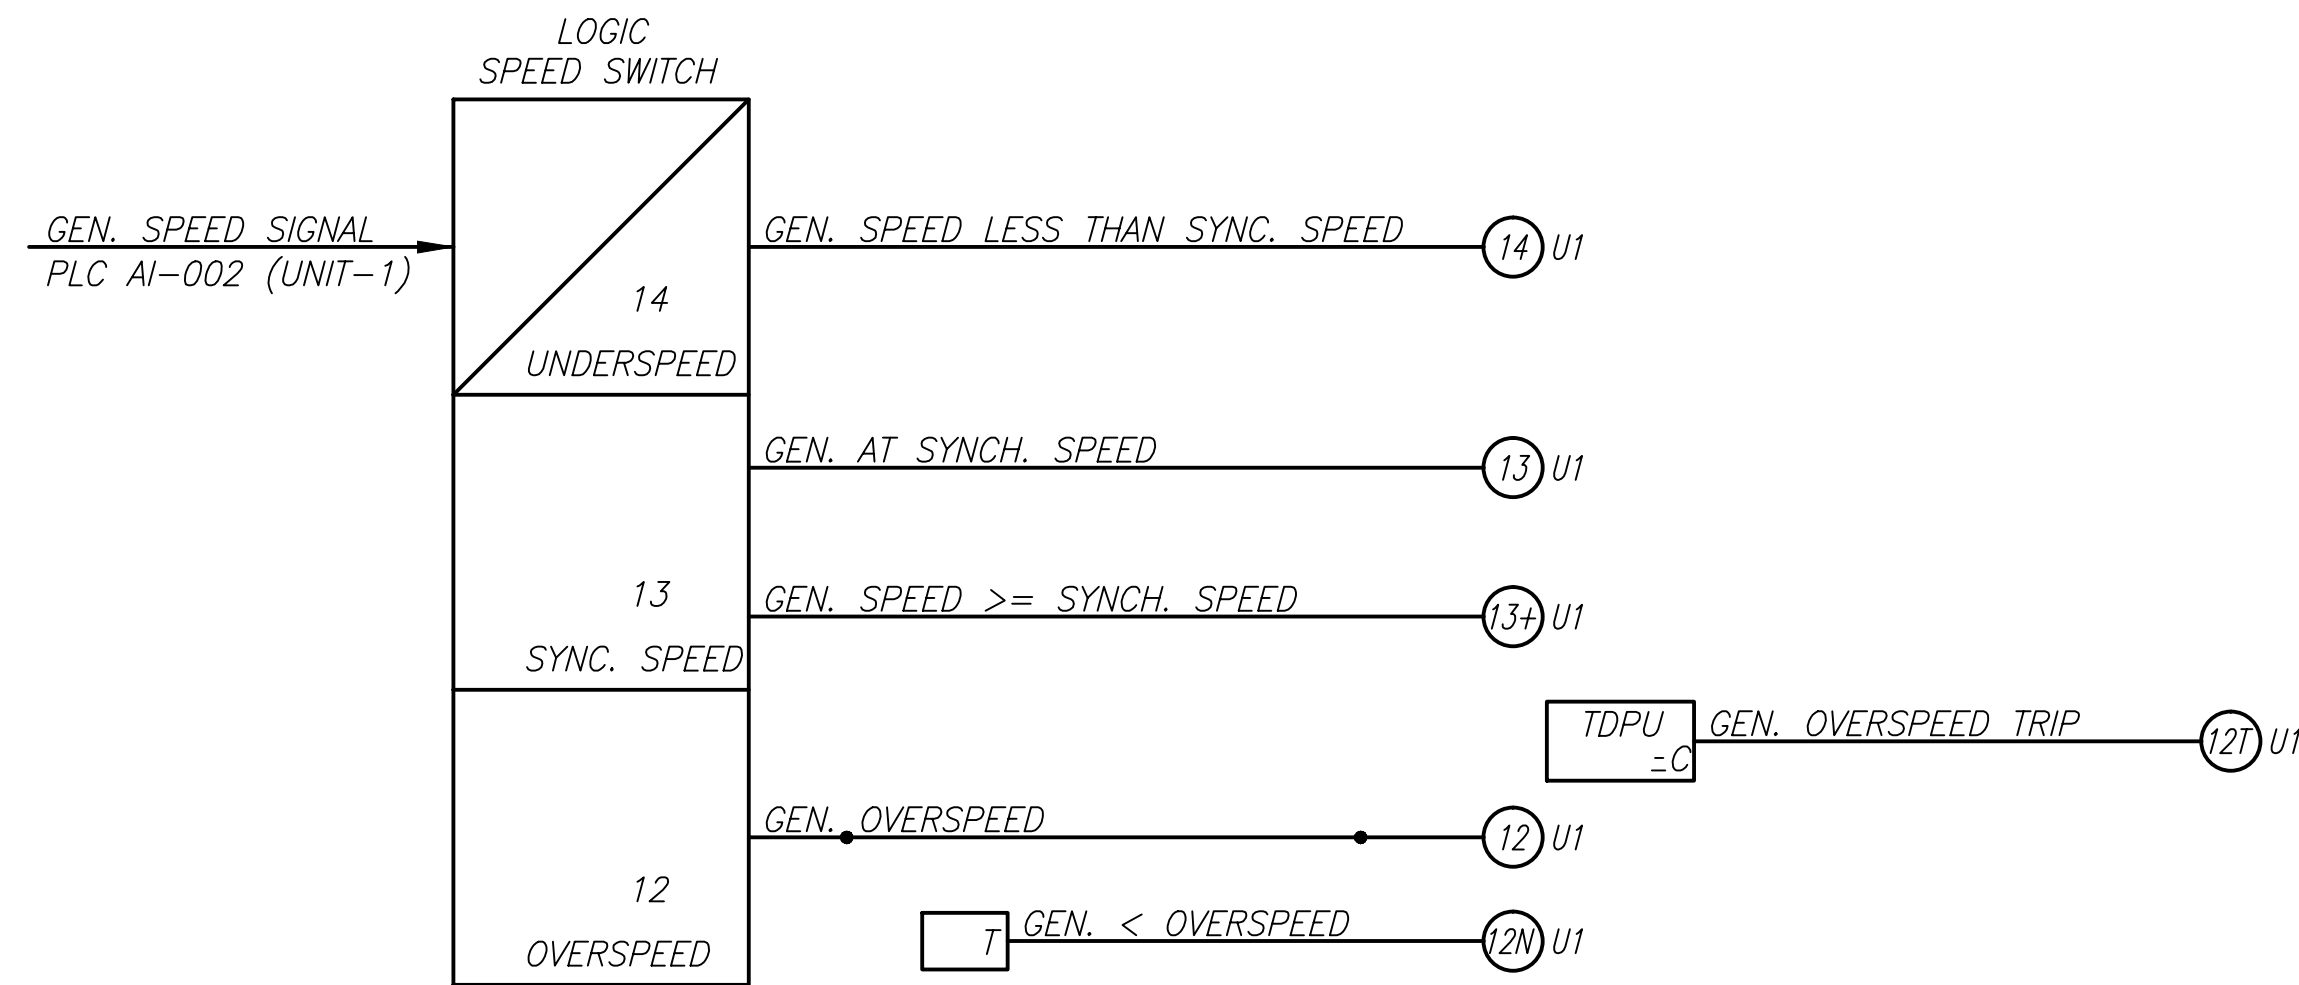 LOGIC
SPEED SWITCH
GEN. SPEED SIGNAL
PLC AI-002 (UNIT-1)
14
UNDERSPEED
GEN. SPEED LESS THAN SYNC. SPEED
14 U1
GEN. AT SYNCH. SPEED
13 U1
13
SYNC. SPEED
GEN. SPEED >= SYNCH. SPEED
13+ U1
TDPU
=C
GEN. OVERSPEED TRIP
12T U1
GEN. OVERSPEED
12 U1
12
OVERSPEED
T
GEN. < OVERSPEED
12N U1